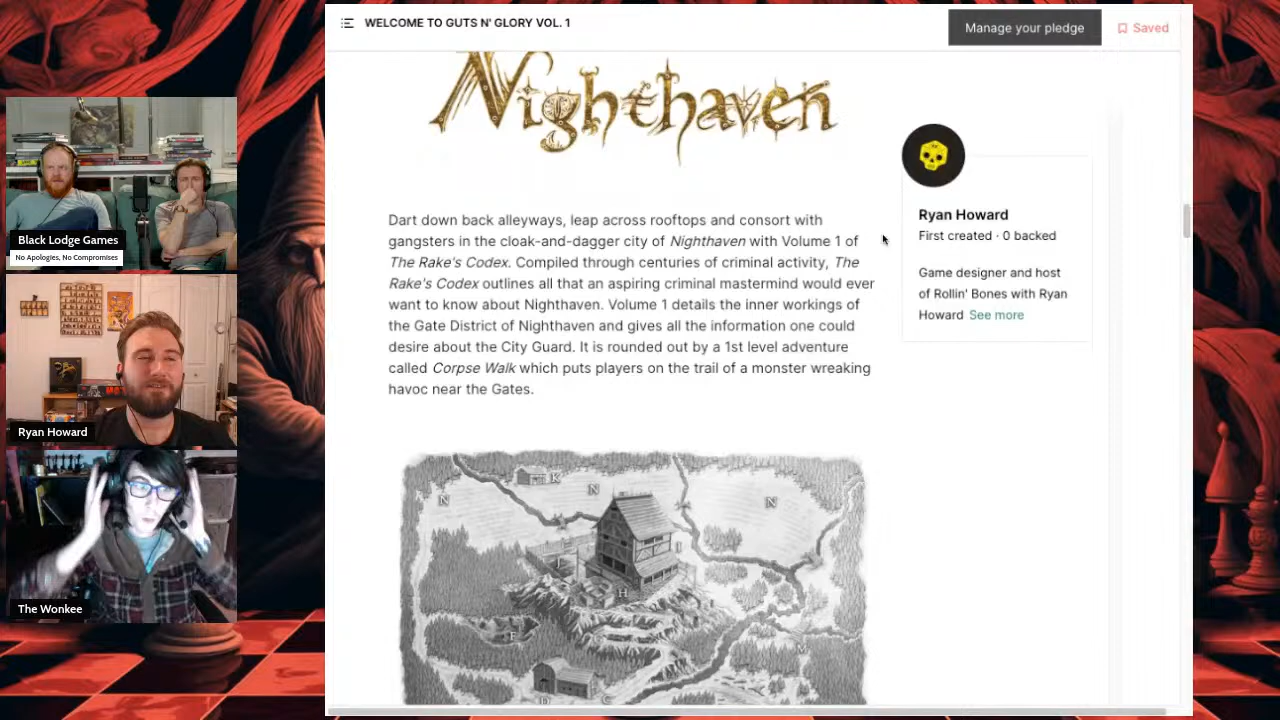 WELCOME TO GUTS N' GLORY VOL. 1
Manage your pledge
Saved
Nighthaven
Dart down back alleyways, leap across rooftops and consort with
gangsters in the cloak-and-dagger city of Nighthaven with Volume 1 of
The Rake's Codex. Compiled through centuries of criminal activity, The
Rake's Codex outlines all that an aspiring criminal mastermind would ever
want to know about Nighthaven. Volume 1 details the inner workings of
the Gate District of Nighthaven and gives all the information one could
desire about the City Guard. It is rounded out by a 1st level adventure
called Corpse Walk which puts players on the trail of a monster wreaking
havoc near the Gates.
Ryan Howard
First created · 0 backed
Game designer and host
of Rollin' Bones with Ryan
Howard See more
Black Lodge Games
No Apologies, No Compromises
Ryan Howard
The Wonkee
K
N
N
N
H
F